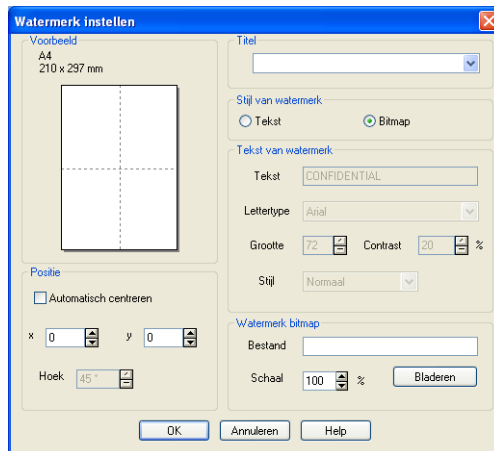 Watermerk instellen
Voorbeeld
A4
210 x 297 mm
Titel
Stijl van watermerk
Tekst
Bitmap
Tekst van watermerk
Tekst CONFIDENTIAL
Lettertype Arial
Grootte 72 Contrast 20 %
Stijl Normaal
Positie
Automatisch centreren
x 0 y 0
Hoek 45 °
Watermerk bitmap
Bestand
Schaal 100 % Bladeren
OK Annuleren Help